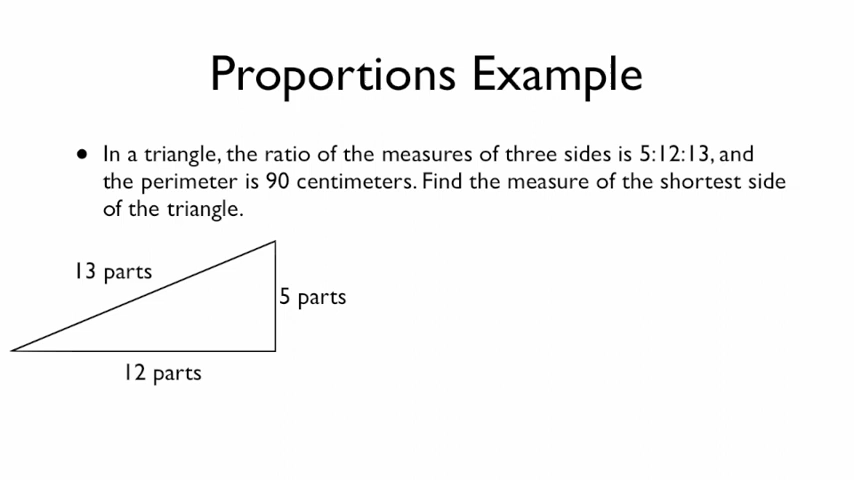 Proportions Example
• In a triangle, the ratio of the measures of three sides is 5:12:13, and
the perimeter is 90 centimeters. Find the measure of the shortest side
of the triangle.
13 parts
5 parts
12 parts